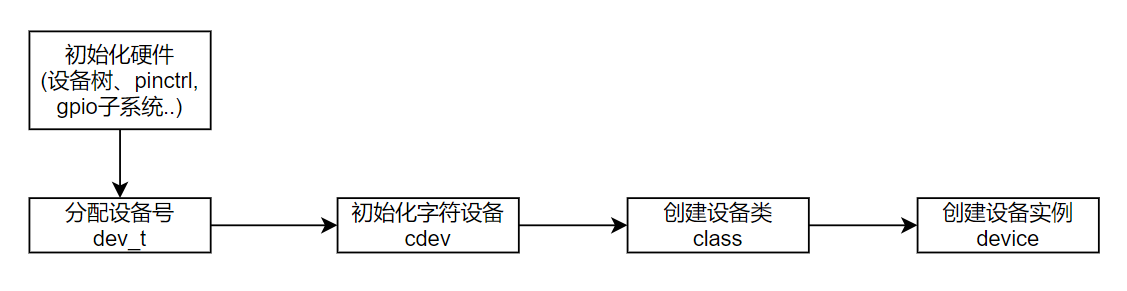 初始化硬件
(设备树、pinctrl,
gpio子系统..)
分配设备号
dev_t
初始化字符设备
cdev
创建设备类
class
创建设备实例
device